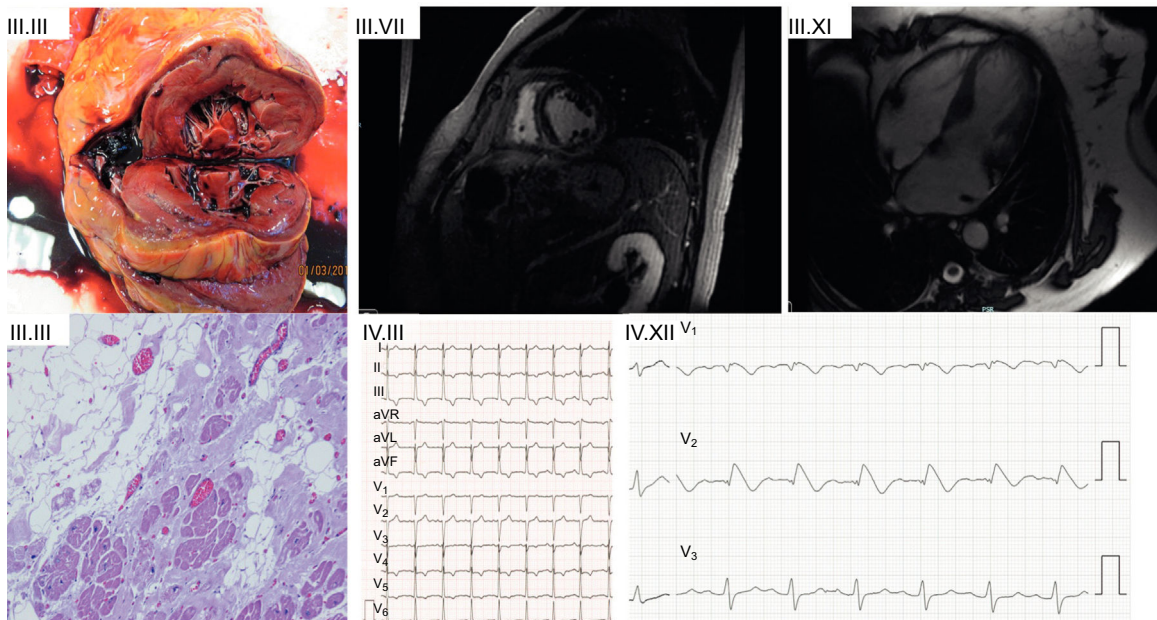 III.III
III.VII
III.XI
01/03/201
PSR
III.III
IV.III
I
II
III
aVR
aVL
aVF
V1
V2
V3
V4
V5
V6
IV.XII
V1
V2
V3